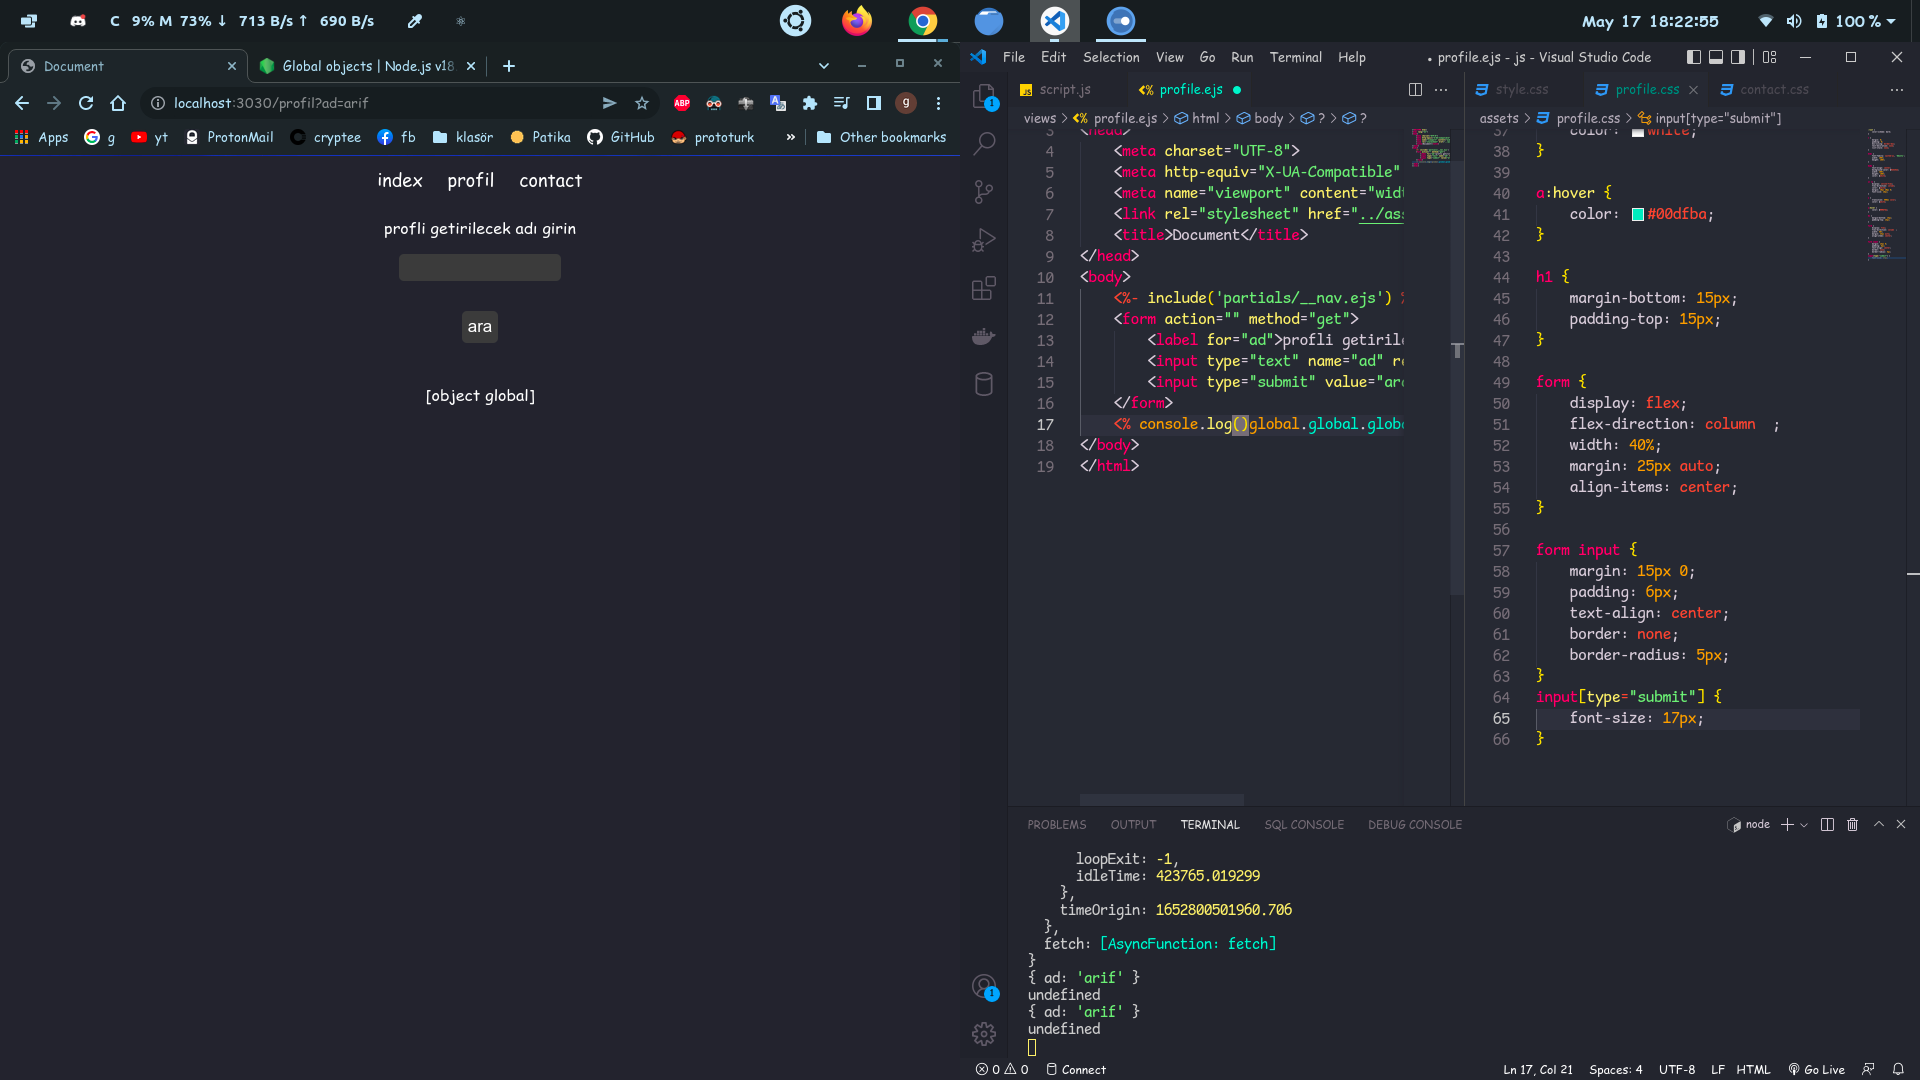 C 9% M 73% ↓ 713 B/s ↑ 690 B/s
May 17 18:22:55
100 %
Document
Global objects | Node.js v18
localhost:3030/profil?ad=arif
ABP
g
Apps
g
yt
ProtonMail
cryptee
fb
klasör
Patika
GitHub
prototurk
»
Other bookmarks
index profil contact
profli getirilecek adı girin
ara
[object global]
File Edit Selection View Go Run Terminal Help
• profile.ejs - js - Visual Studio Code
script.js
profile.ejs
views > profile.ejs > html > body > ? > ?
3 <head>
4 <meta charset="UTF-8">
5 <meta http-equiv="X-UA-Compatible"
6 <meta name="viewport" content="widt
7 <link rel="stylesheet" href="../ass
8 <title>Document</title>
9 </head>
10 <body>
11 <%- include('partials/__nav.ejs') %
12 <form action="" method="get">
13 <label for="ad">profli getirile
14 <input type="text" name="ad" re
15 <input type="submit" value="ara
16 </form>
17 <% console.log()global.global.globa
18 </body>
19 </html>
style.css
profile.css
contact.css
assets > profile.css > input[type="submit"]
37 color: white;
38 }
39
40 a:hover {
41 color: #00dfba;
42 }
43
44 h1 {
45 margin-bottom: 15px;
46 padding-top: 15px;
47 }
48
49 form {
50 display: flex;
51 flex-direction: column  ;
52 width: 40%;
53 margin: 25px auto;
54 align-items: center;
55 }
56
57 form input {
58 margin: 15px 0;
59 padding: 6px;
60 text-align: center;
61 border: none;
62 border-radius: 5px;
63 }
64 input[type="submit"] {
65 font-size: 17px;
66 }
1
1
PROBLEMS OUTPUT TERMINAL SQL CONSOLE DEBUG CONSOLE
node
loopExit: -1,
idleTime: 423765.019299
},
timeOrigin: 1652800501960.706
},
fetch: [AsyncFunction: fetch]
}
{ ad: 'arif' }
undefined
{ ad: 'arif' }
undefined
0 0 Connect
Ln 17, Col 21 Spaces: 4 UTF-8 LF HTML Go Live